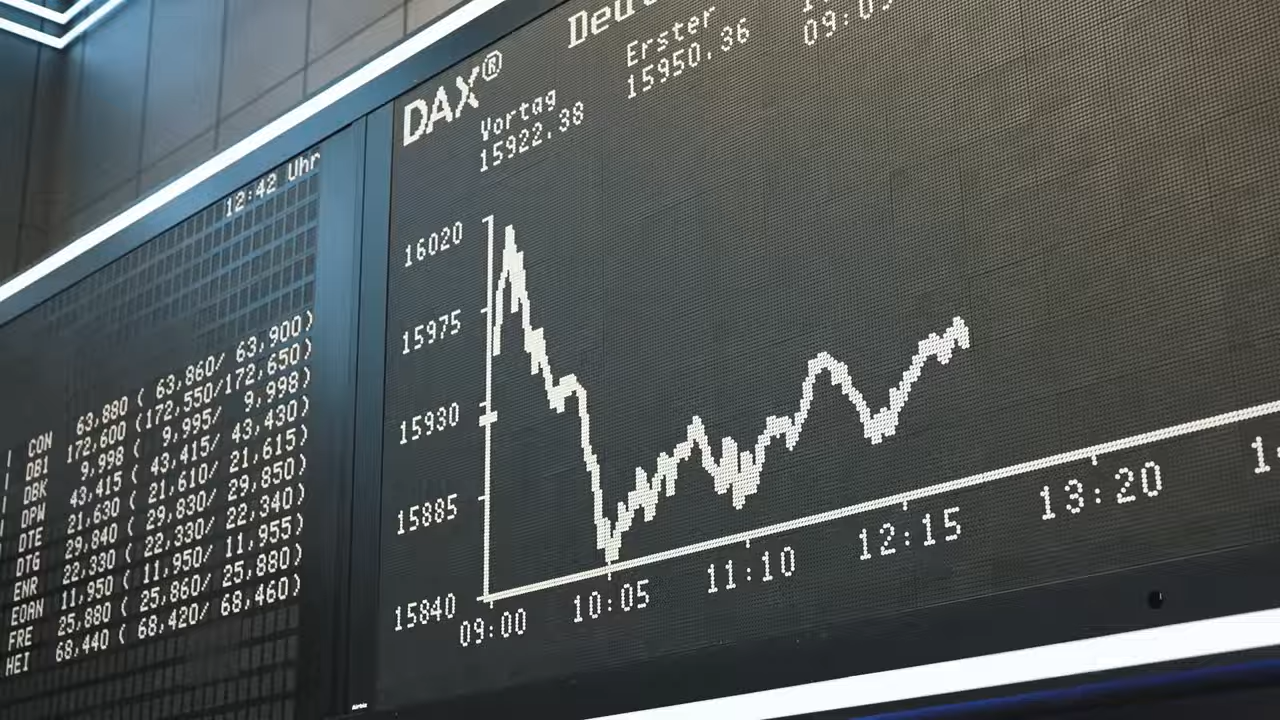 12:42 Uhr
CON 63,880 ( 63,860/ 63,900)
DB1 172,600 (172,550/172,650)
DBK 9,998 ( 9,995/ 9,998)
DPW 43,415 ( 43,415/ 43,430)
DTE 21,630 ( 21,610/ 21,615)
DTG 29,840 ( 29,830/ 29,850)
ENR 22,330 ( 22,330/ 22,340)
EOAN 11,950 ( 11,950/ 11,955)
FRE 25,880 ( 25,860/ 25,880)
HEI 68,440 ( 68,420/ 68,460)
DAX®
Vortag
15922.38
Erster
15950.36
16020
15975
15930
15885
15840
09:00
10:05
11:10
12:15
13:20